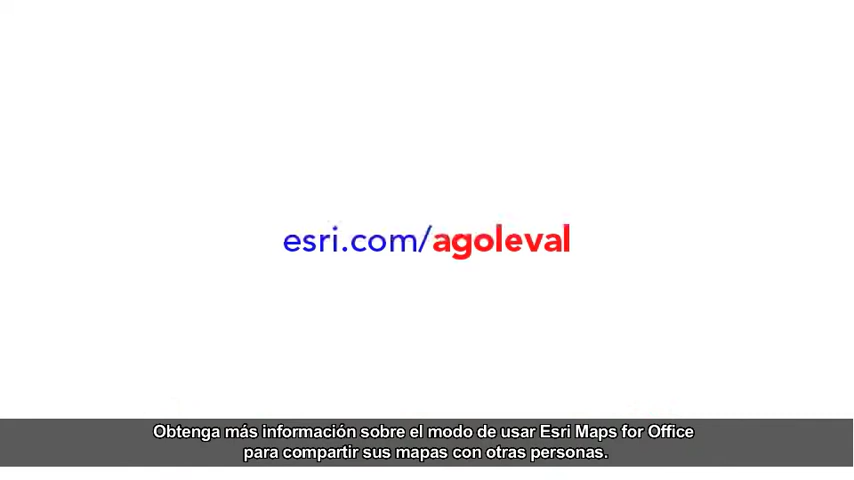 esri.com/agoleval
Obtenga más información sobre el modo de usar Esri Maps for Office
para compartir sus mapas con otras personas.